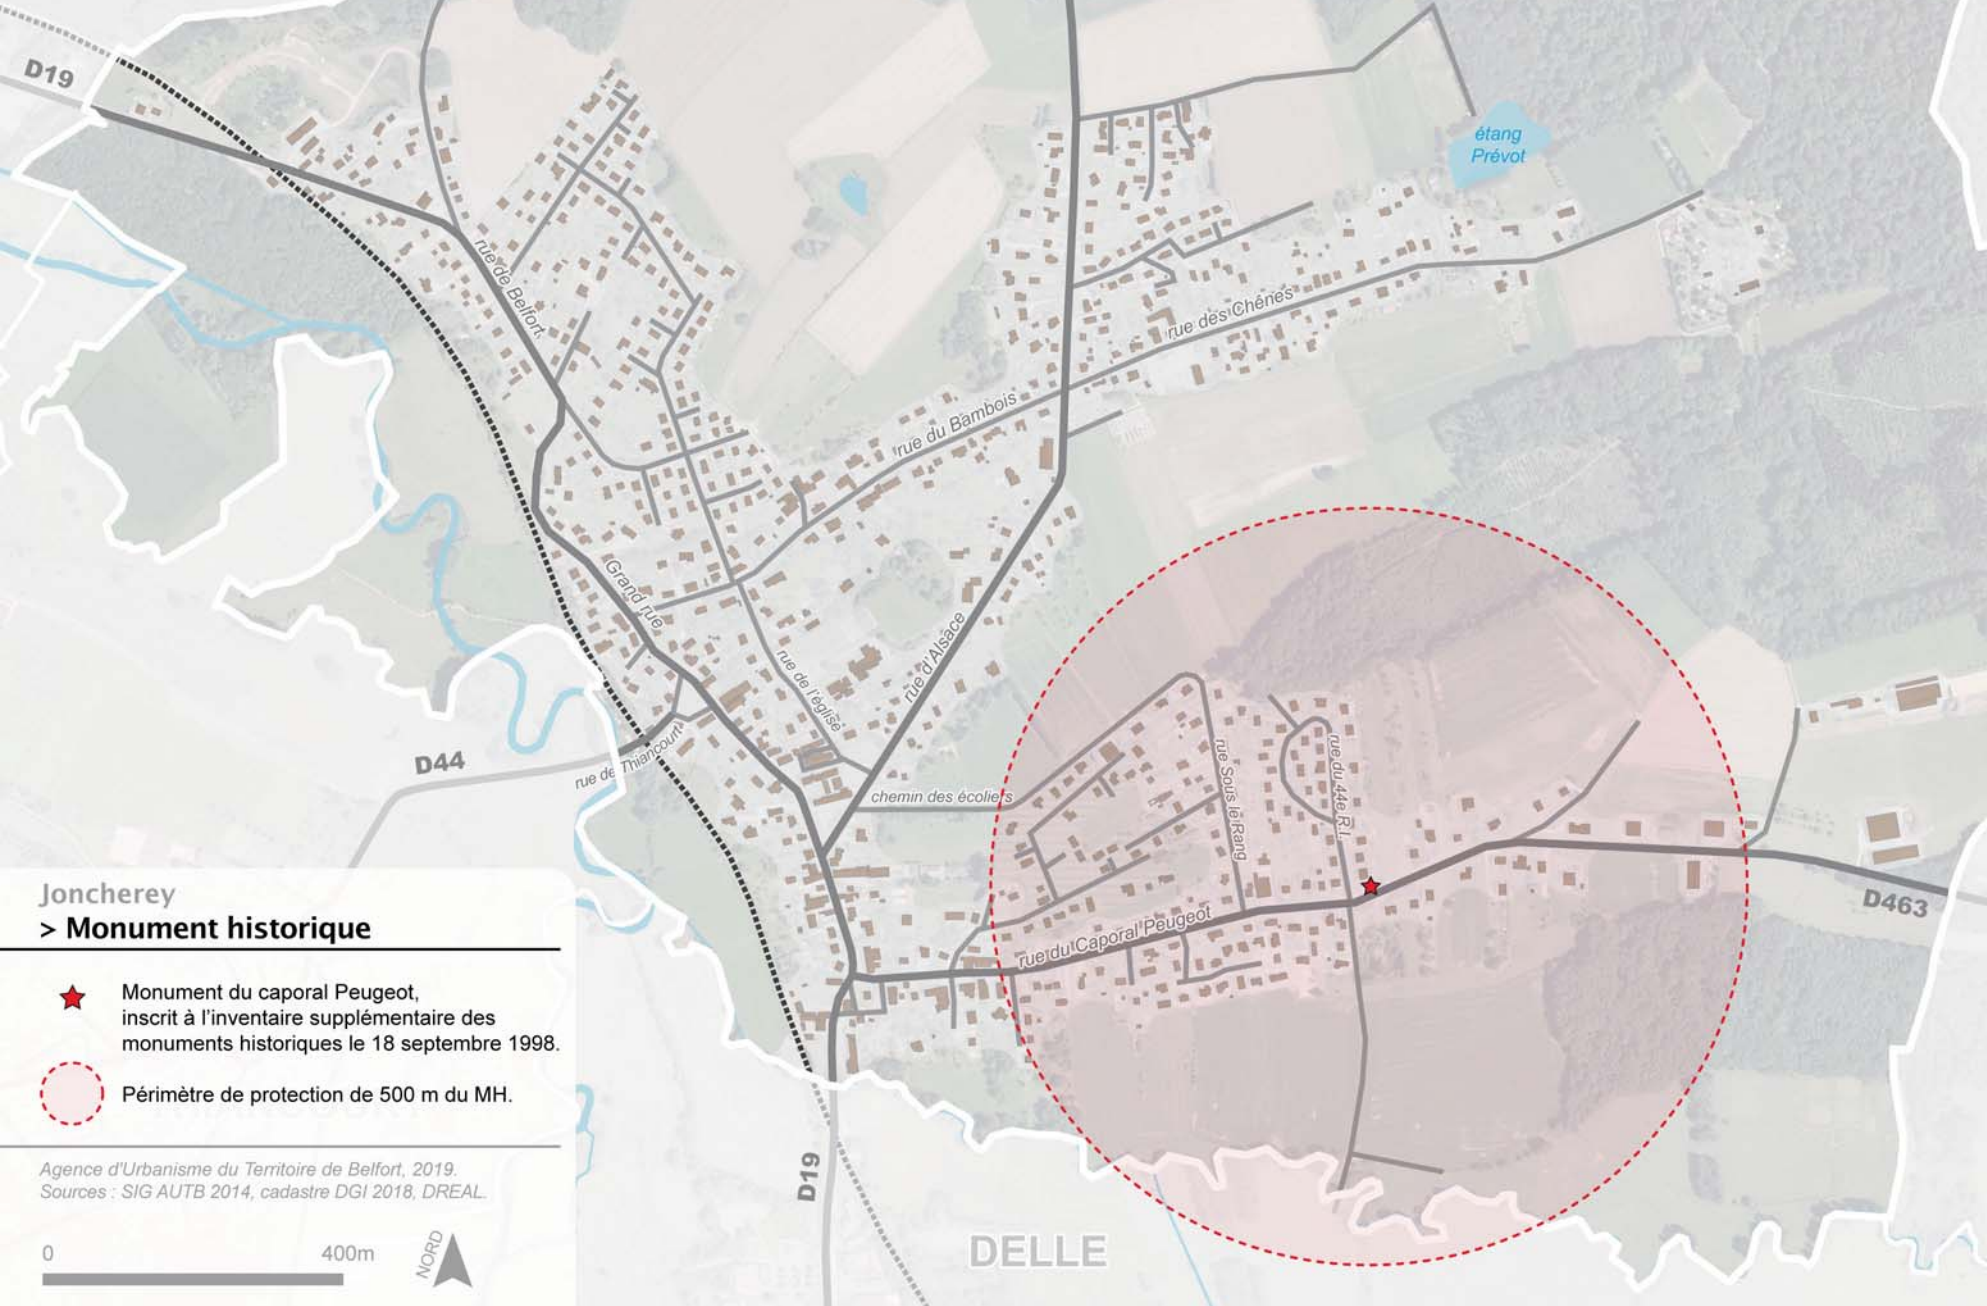 D19
étang
Prévot
rue de Belfort
rue des Chênes
rue du Bambois
Grand rue
rue d'Alsace
rue de l'église
D44
rue de Thiancourt
chemin des écoliers
rue Sous le Rang
rue du 44e R.I.
rue du Caporal Peugeot
D463
Joncherey
> Monument historique
Monument du caporal Peugeot,
inscrit à l'inventaire supplémentaire des
monuments historiques le 18 septembre 1998.
Périmètre de protection de 500 m du MH.
Agence d'Urbanisme du Territoire de Belfort, 2019.
Sources : SIG AUTB 2014, cadastre DGI 2018, DREAL.
0 400m
NORD
D19
DELLE